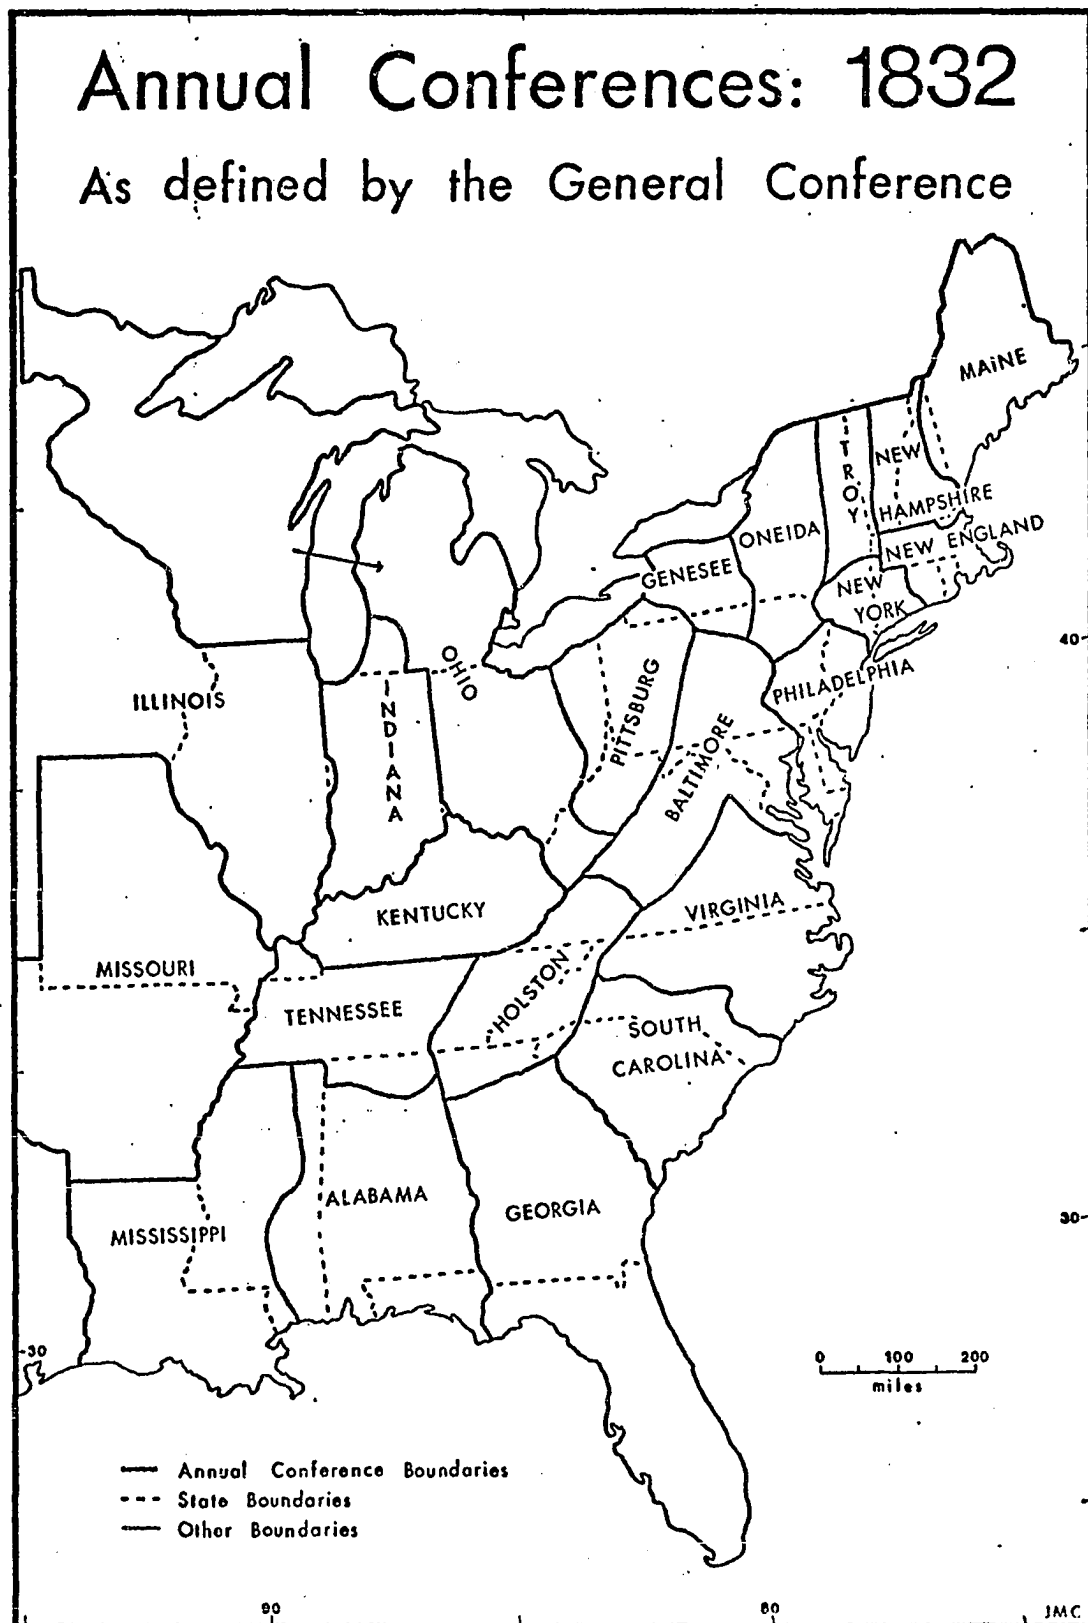 Annual Conferences: 1832
As defined by the General Conference
MAiNE
TROY
NEW
HAMPSHIRE
ONEIDA
NEW ENGLAND
GENESEE
NEW
YORK
40
OHIO
PITTSBURG
PHILADELPHIA
ILLINOIS
INDIANA
BALTIMORE
KENTUCKY
VIRGINIA
MISSOURI
HOLSTON
TENNESSEE
SOUTH
CAROLINA
ALABAMA
GEORGIA
30
MISSISSIPPI
30
0 100 200
miles
Annual Conference Boundaries
State Boundaries
Other Boundaries
90 80 JMC